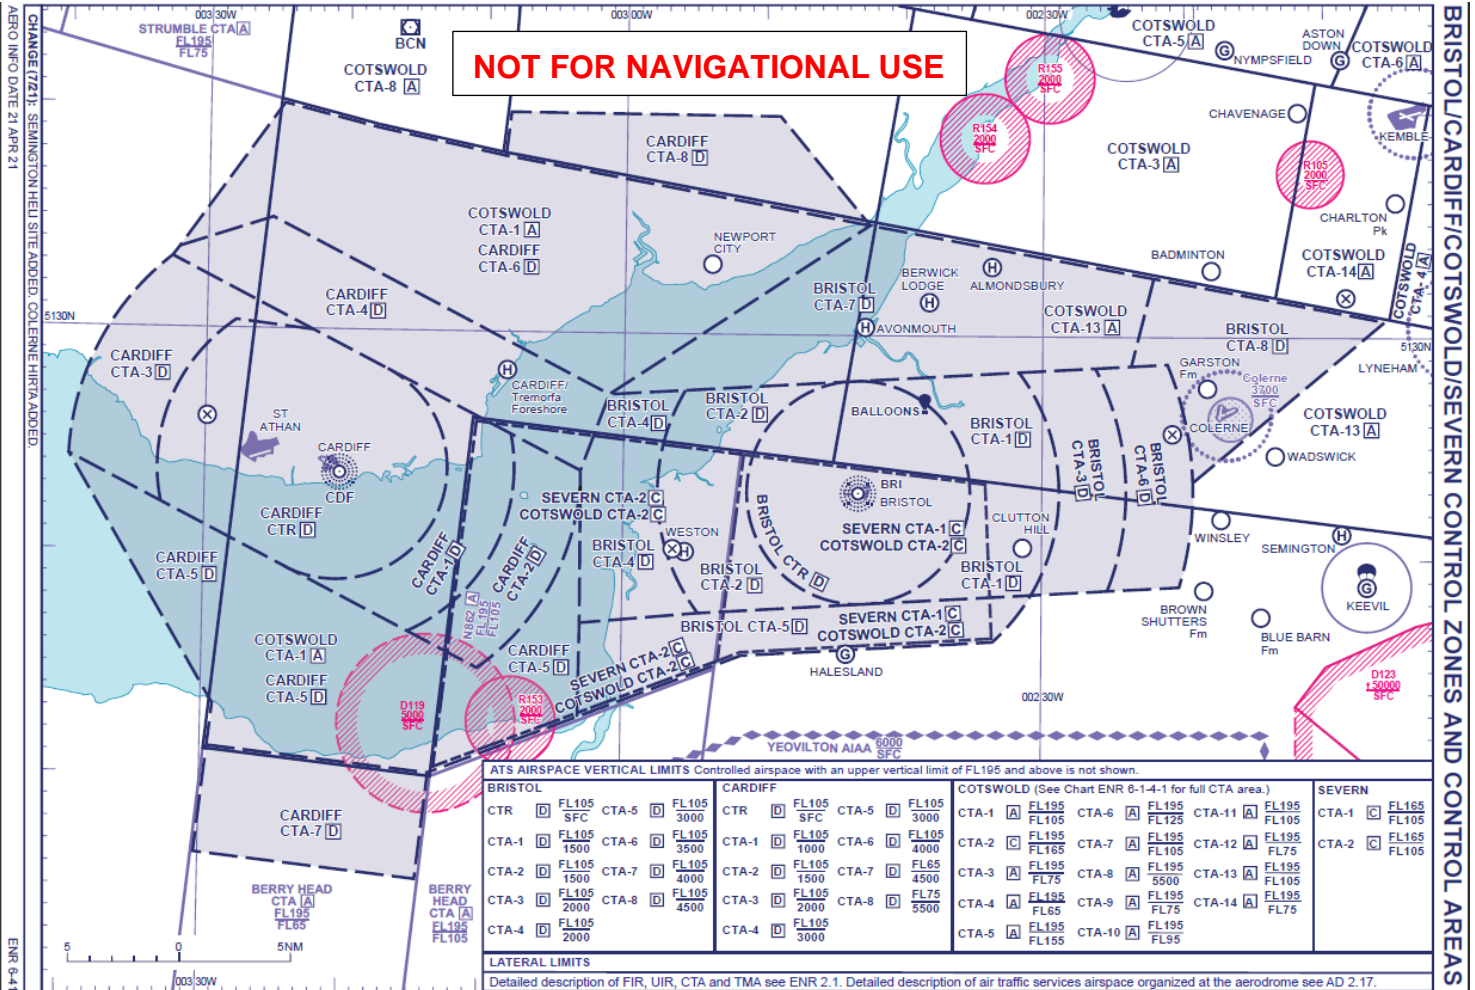 003 30W
003 00W
002 30W
STRUMBLE CTA A
FL195
FL75
BCN
COTSWOLD
CTA-8 A
NOT FOR NAVIGATIONAL USE
R155
2000
SFC
COTSWOLD
CTA-5 A
NYMPSFIELD
ASTON
DOWN
COTSWOLD
CTA-6 A
CHAVENAGE
KEMBLE
R154
2000
SFC
CARDIFF
CTA-8 D
COTSWOLD
CTA-3 A
R105
2000
SFC
CHARLTON
Pk
COTSWOLD
CTA-1 A
CARDIFF
CTA-6 D
NEWPORT
CITY
BADMINTON
COTSWOLD
CTA-14 A
COTSWOLD
CTA-4 A
BERWICK
LODGE
ALMONDSBURY
BRISTOL
CTA-7 D
CARDIFF
CTA-4 D
5130N
AVONMOUTH
COTSWOLD
CTA-13 A
BRISTOL
CTA-8 D
5130N
CARDIFF
CTA-3 D
GARSTON
Fm
LYNEHAM
CARDIFF/
Tremorfa
Foreshore
Colerne
3700
SFC
COLERNE
ST
ATHAN
BRISTOL
CTA-4 D
BRISTOL
CTA-2 D
BALLOONS
BRISTOL
CTA-1 D
COTSWOLD
CTA-13 A
CARDIFF
CDF
BRISTOL
CTA-3 D
BRISTOL
CTA-6 D
WADSWICK
SEVERN CTA-2 C
COTSWOLD CTA-2 C
BRI
BRISTOL
CARDIFF
CTR D
BRISTOL CTR D
SEVERN CTA-1 C
COTSWOLD CTA-2 C
CLUTTON
HILL
WESTON
WINSLEY
SEMINGTON
CARDIFF
CTA-5 D
CARDIFF
CTA-1 D
CARDIFF
CTA-2 D
BRISTOL
CTA-4 D
BRISTOL
CTA-2 D
BRISTOL
CTA-1 D
KEEVIL
N862 A
FL195
FL105
BROWN
SHUTTERS
Fm
BLUE BARN
Fm
SEVERN CTA-1 C
COTSWOLD CTA-2 C
BRISTOL CTA-5 D
COTSWOLD
CTA-1 A
CARDIFF
CTA-5 D
CARDIFF
CTA-5 D
SEVERN CTA-2 C
COTSWOLD CTA-2 C
HALESLAND
D123
50000
SFC
D119
5000
SFC
R153
2000
SFC
002 30W
YEOVILTON AIAA 6000
SFC
CARDIFF
CTA-7 D
BERRY HEAD
CTA A
FL195
FL65
BERRY
HEAD
CTA A
FL195
FL105
5 0 5NM
003 30W
ATS AIRSPACE VERTICAL LIMITS Controlled airspace with an upper vertical limit of FL195 and above is not shown.
BRISTOL
CTR D FL105 SFC CTA-5 D FL105 3000
CTA-1 D FL105 1500 CTA-6 D FL105 3500
CTA-2 D FL105 1500 CTA-7 D FL105 4000
CTA-3 D FL105 2000 CTA-8 D FL105 4500
CTA-4 D FL105 2000
CARDIFF
CTR D FL105 SFC CTA-5 D FL105 3000
CTA-1 D FL105 1000 CTA-6 D FL105 4000
CTA-2 D FL105 1500 CTA-7 D FL65 4500
CTA-3 D FL105 2000 CTA-8 D FL75 5500
CTA-4 D FL105 3000
COTSWOLD (See Chart ENR 6-1-4-1 for full CTA area.)
CTA-1 A FL195 FL105 CTA-6 A FL195 FL125 CTA-11 A FL195 FL105
CTA-2 C FL195 FL165 CTA-7 A FL195 FL105 CTA-12 A FL195 FL75
CTA-3 A FL195 FL75 CTA-8 A FL195 5500 CTA-13 A FL195 FL105
CTA-4 A FL195 FL65 CTA-9 A FL195 FL75 CTA-14 A FL195 FL75
CTA-5 A FL195 FL155 CTA-10 A FL195 FL95
SEVERN
CTA-1 C FL165 FL105
CTA-2 C FL165 FL105
LATERAL LIMITS
Detailed description of FIR, UIR, CTA and TMA see ENR 2.1. Detailed description of air traffic services airspace organized at the aerodrome see AD 2.17.
BRISTOL/CARDIFF/COTSWOLD/SEVERN CONTROL ZONES AND CONTROL AREAS
CHANGE (7/21): SEMINGTON HELI SITE ADDED. COLERNE HIRTA ADDED.
AERO INFO DATE 21 APR 21
ENR 6-41